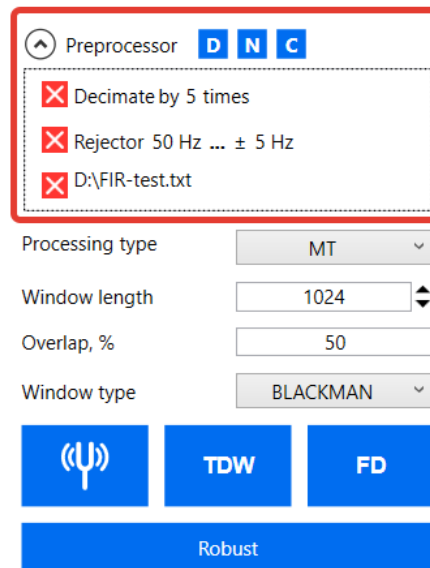 Preprocessor D N C
Decimate by 5 times
Rejector 50 Hz ... ± 5 Hz
D:\FIR-test.txt
Processing type MT
Window length 1024
Overlap, % 50
Window type BLACKMAN
TDW FD
Robust